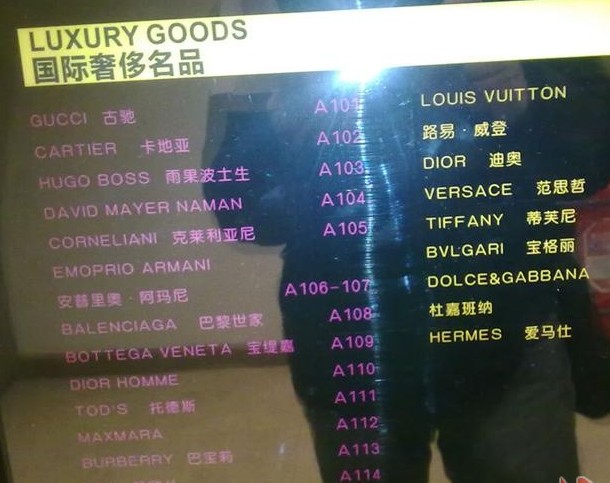 LUXURY GOODS
国际奢侈名品
GUCCI 古驰 A101
CARTIER 卡地亚 A102
HUGO BOSS 雨果波士生 A103
DAVID MAYER NAMAN A104
CORNELIANI 克莱利亚尼 A105
EMOPRIO ARMANI
安普里奥·阿玛尼 A106-107
BALENCIAGA 巴黎世家 A108
BOTTEGA VENETA 宝缇嘉 A109
DIOR HOMME A110
TOD'S 托德斯 A111
MAXMARA A112
BURBERRY 巴宝莉 A113
A114
LOUIS VUITTON
路易·威登
DIOR 迪奥
VERSACE 范思哲
TIFFANY 蒂芙尼
BVLGARI 宝格丽
DOLCE&GABBANA
杜嘉班纳
HERMES 爱马仕